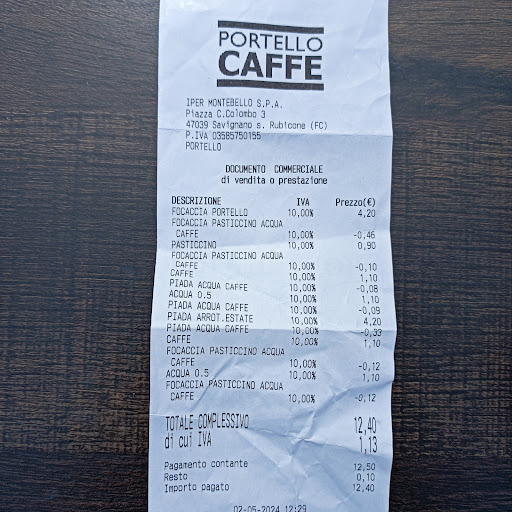 PORTELLO
CAFFE
IPER MONTEBELLO S.P.A.
Piazza C.Colombo 3
47039 Savignano s. Rubicone (FC)
P.IVA 03585750155
PORTELLO
DOCUMENTO COMMERCIALE
di vendita o prestazione
DESCRIZIONE IVA Prezzo(€)
FOCACCIA PORTELLO 10,00% 4,20
FOCACCIA PASTICCINO ACQUA
CAFFE 10,00% -0,46
PASTICCINO 10,00% 0,90
FOCACCIA PASTICCINO ACQUA
CAFFE 10,00% -0,10
CAFFE 10,00% 1,10
PIADA ACQUA CAFFE 10,00% -0,08
ACQUA 0.5 10,00% 1,10
PIADA ACQUA CAFFE 10,00% -0,09
PIADA ARROT.ESTATE 10,00% 4,20
PIADA ACQUA CAFFE 10,00% -0,33
CAFFE 10,00% 1,10
FOCACCIA PASTICCINO ACQUA
CAFFE 10,00% -0,12
ACQUA 0.5 10,00% 1,10
FOCACCIA PASTICCINO ACQUA
CAFFE 10,00% -0,12
TOTALE COMPLESSIVO 12,40
di cui IVA 1,13
Pagamento contante 12,50
Resto 0,10
Importo pagato 12,40
02-05-2024 12:29